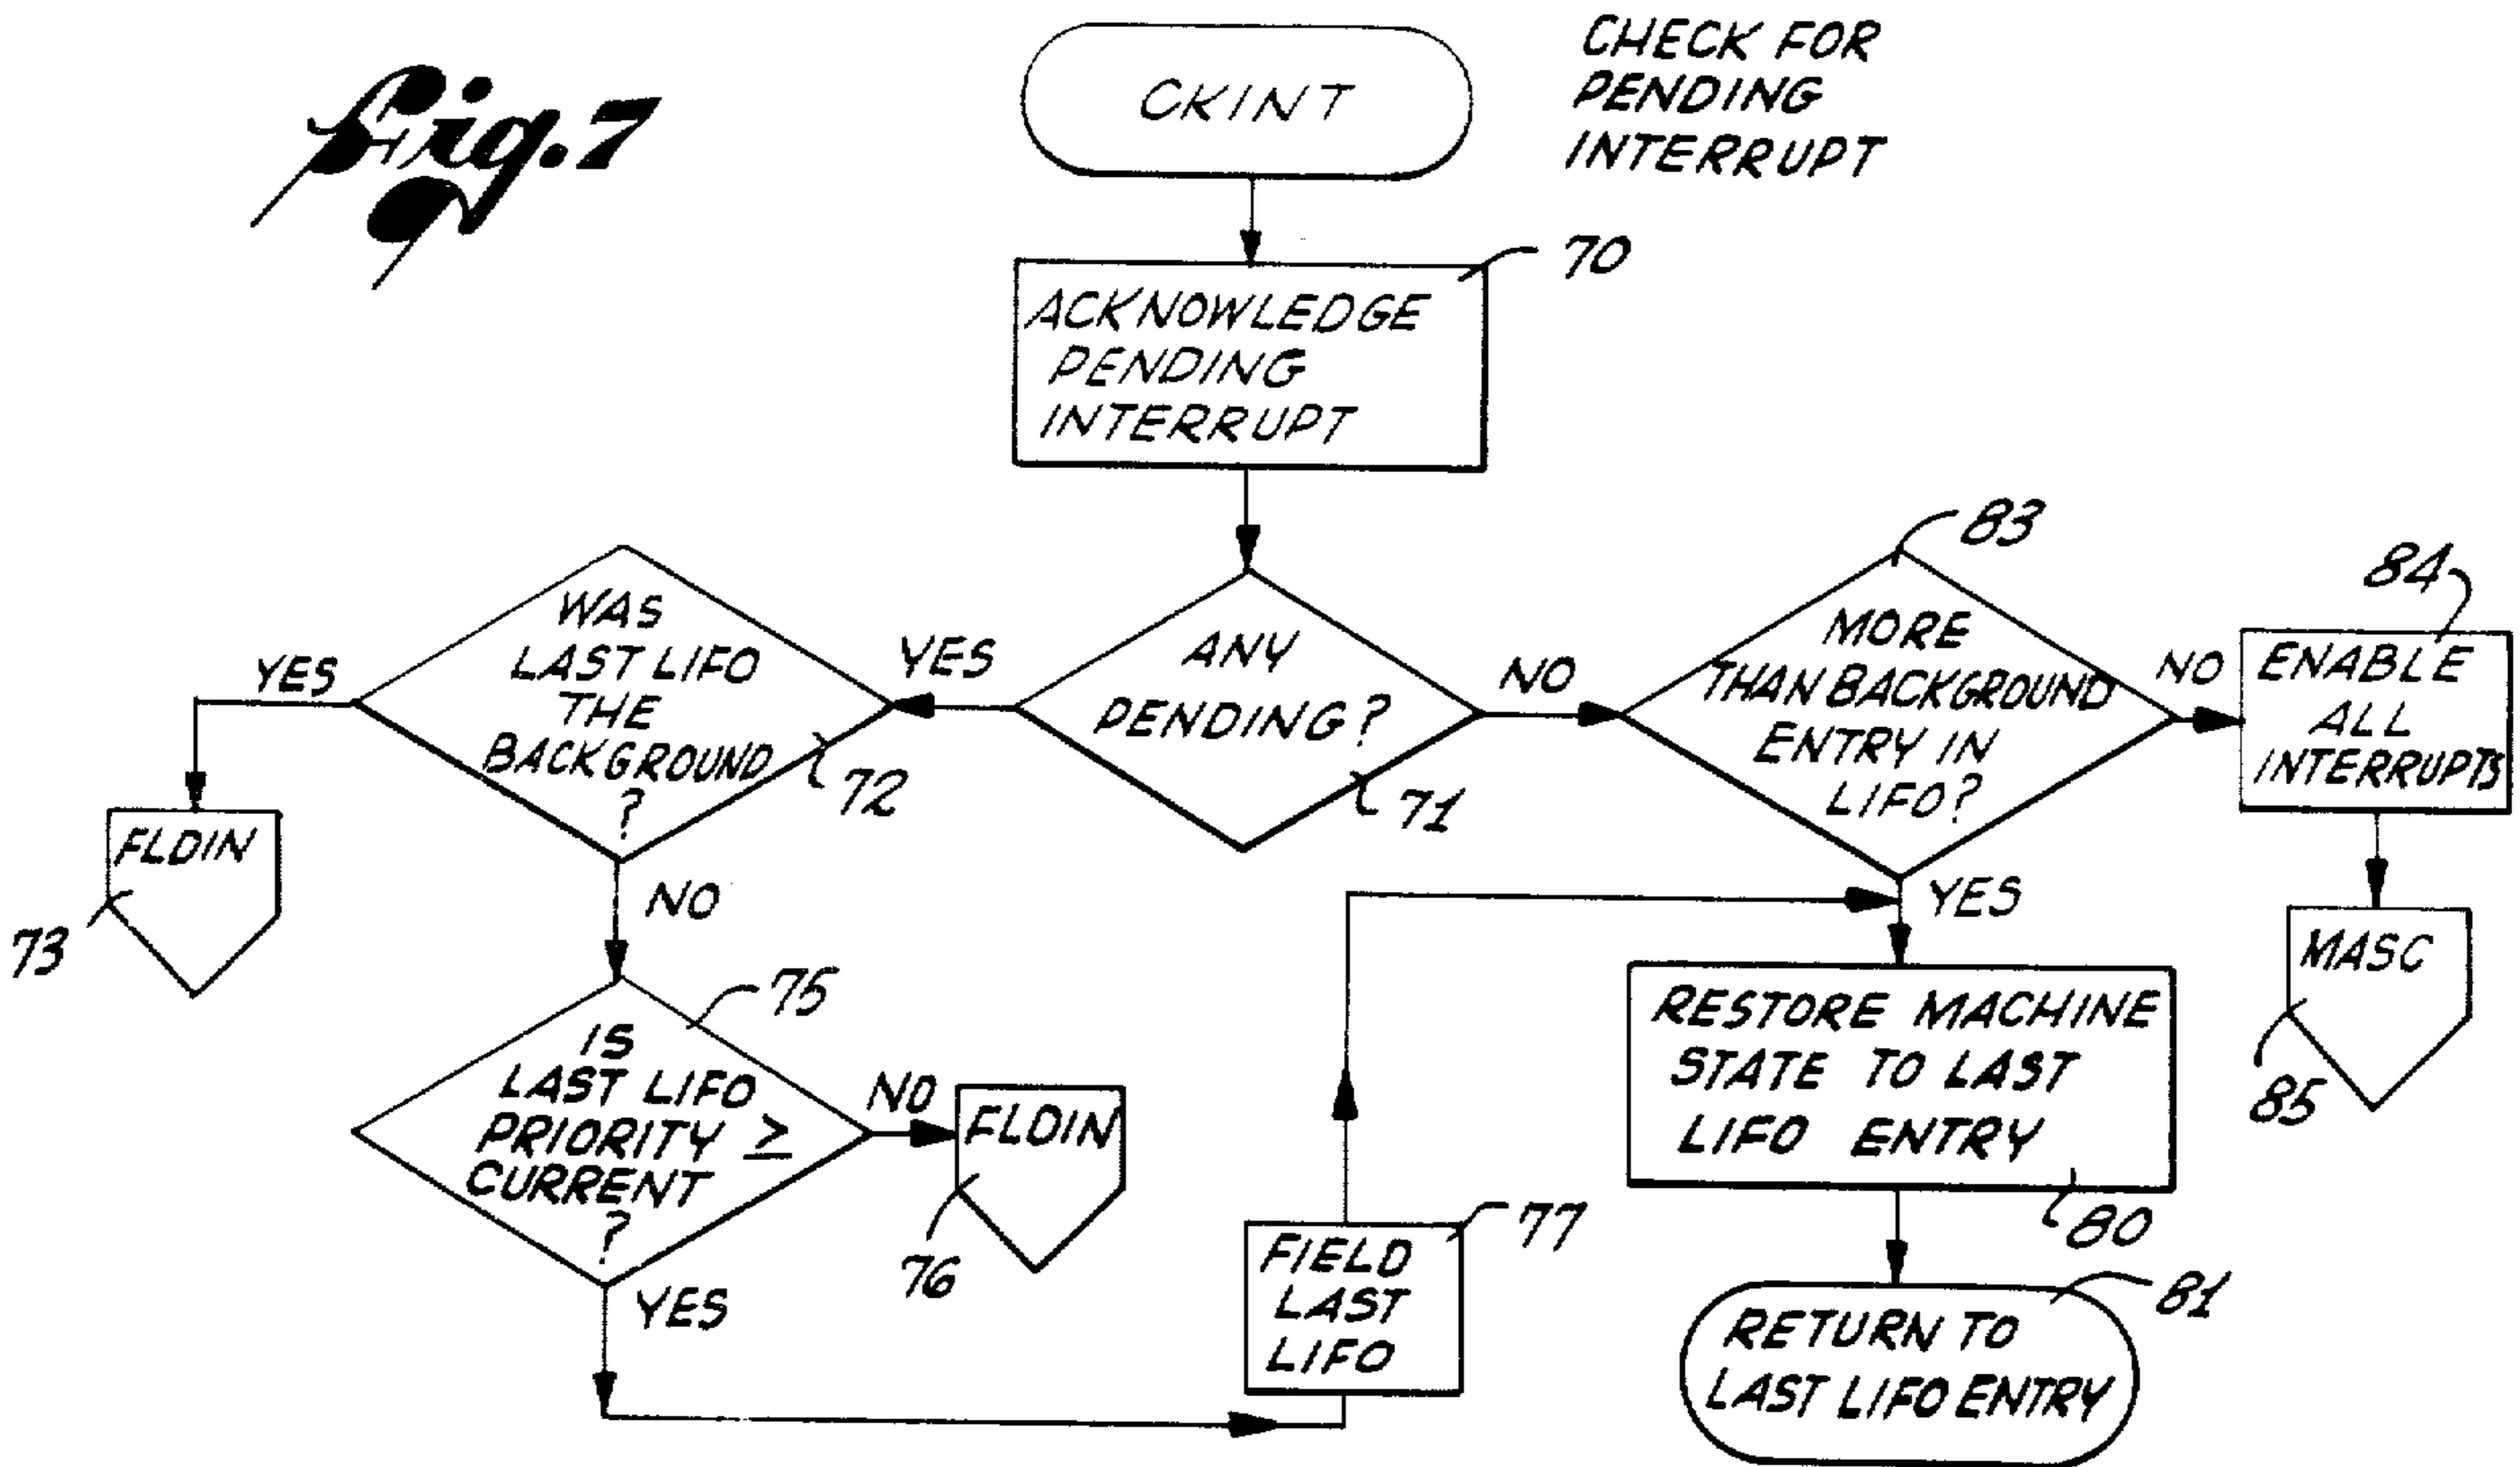 Fig. 7
CKINT
CHECK FOR
PENDING
INTERRUPT
70
ACKNOWLEDGE
PENDING
INTERRUPT
83
84
WAS
LAST LIFO
THE
BACKGROUND
?
72
YES
YES
ANY
PENDING?
71
NO
MORE
THAN BACKGROUND
ENTRY IN
LIFO?
NO
ENABLE
ALL
INTERRUPTS
FLDIN
73
NO
YES
MASC
85
75
IS
LAST LIFO
PRIORITY ≥
CURRENT
?
NO
FLDIN
76
YES
FIELD
LAST
LIFO
77
RESTORE MACHINE
STATE TO LAST
LIFO ENTRY
80
81
RETURN TO
LAST LIFO ENTRY